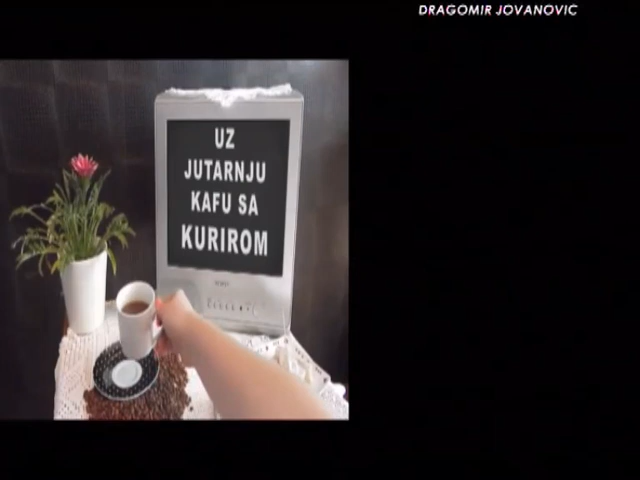 DRAGOMIR JOVANOVIC
UZ
JUTARNJU
KAFU SA
KURIROM